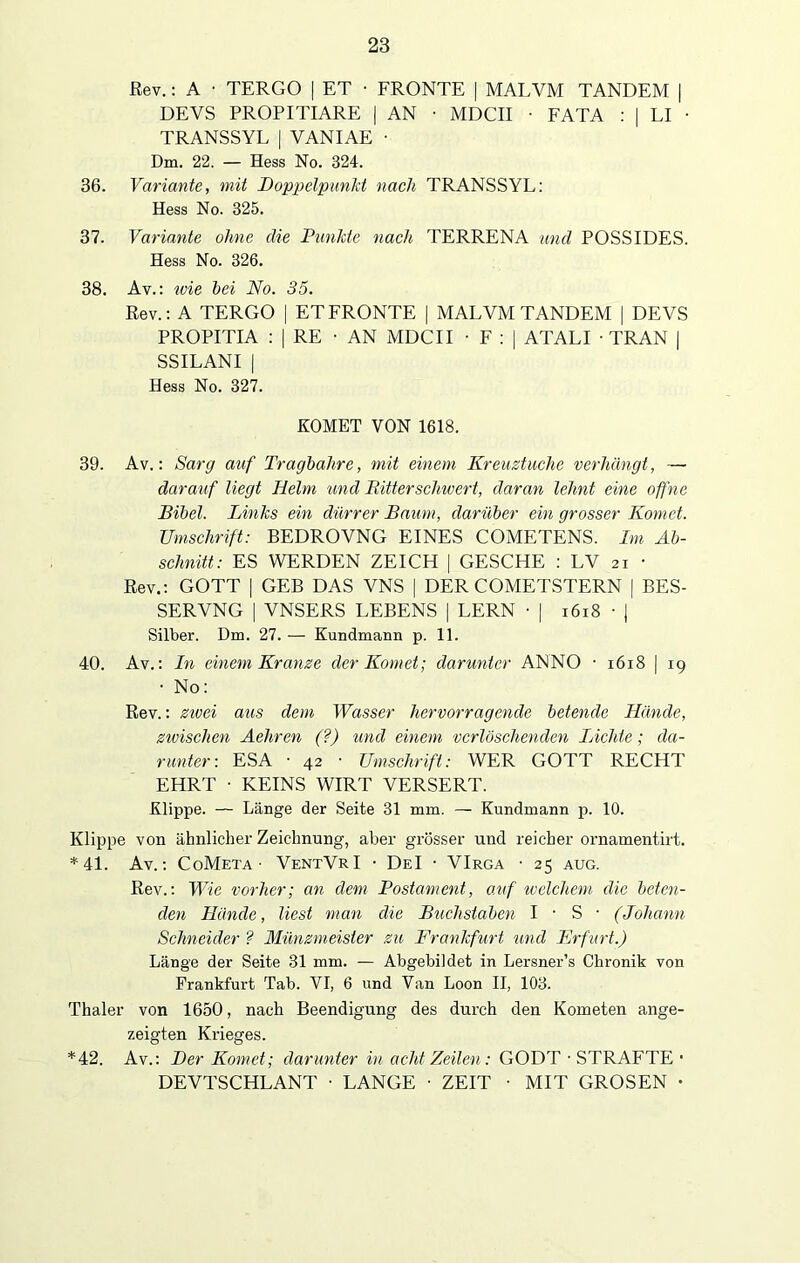 23
Rev.: A · TERGO | ET · FRONTE | MALVM TANDEM |
DEVS PROPITIARE | AN · MDCII · FATA : | LI ·
TRANSSYL | VANIAE ·
Dm. 22. — Hess No. 324.
36. Variante, mit Doppelpunkt nach TRANSSYL:
Hess No. 325.
37. Variante ohne die Punkte nach TERRENA und POSSIDES.
Hess No. 326.
38. Av.: wie bei No. 35.
Rev.: A TERGO | ETFRONTE | MALVM TANDEM | DEVS
PROPITIA : | RE · AN MDCII · F : | ATALI · TRAN |
SSILANI |
Hess No. 327.
KOMET VON 1618.
39. Av.: Sarg auf Tragbahre, mit einem Kreuztuche verhängt, —
darauf liegt Helm und Ritterschwert, daran lehnt eine offne
Bibel. Links ein dürrer Baum, darüber ein grosser Komet.
Umschrift: BEDROVNG EINES COMETENS. Im Ab-
schnitt: ES WERDEN ZEICH | GESCHE : LV 21 ·
Rev.: GOTT | GEB DAS VNS | DER COMETSTERN | BES-
SERVNG | VNSERS LEBENS | LERN · | 1618 · |
Silber. Dm. 27. — Kundmann p. 11.
40. Av.: In einem Kranze der Komet; darunter ANNO · 1618 | 19
· No:
Rev.: zwei aus dem Wasser hervorragende betende Hände,
zwischen Aehren (?) und einem verlöschenden Lichte; da-
runter: ESA · 42 · Umschrift: WER GOTT RECHT
EHRT · KEINS WIRT VERSERT.
Klippe. — Länge der Seite 31 mm. — Kundmann p. 10.
Klippe von ähnlicher Zeichnung, aber grösser und reicher ornamentirt.
*41. Av.: CoMeta · VentVrI · DeI · VIrga · 25 aug.
Rev.: Wie vorher; an dem Postament, auf welchem die beten-
den Hände, liest man die Buchstaben I · S · (Johann
Schneider ? Münzmeister zu Frankfurt und Erfurt.)
Länge der Seite 31 mm. — Abgebildet in Lersner's Chronik von
Frankfurt Tab. VI, 6 und Van Loon II, 103.
Thaler von 1650, nach Beendigung des durch den Kometen ange-
zeigten Krieges.
*42. Av.: Der Komet; darunter in acht Zeilen: GODT · STRAFTE ·
DEVTSCHLANT · LANGE · ZEIT · MIT GROSEN ·